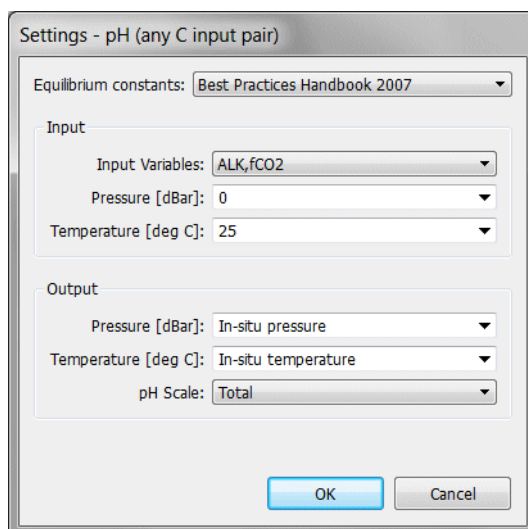 Settings - pH (any C input pair)
Equilibrium constants: Best Practices Handbook 2007
Input
Input Variables: ALK,fCO2
Pressure [dBar]: 0
Temperature [deg C]: 25
Output
Pressure [dBar]: In-situ pressure
Temperature [deg C]: In-situ temperature
pH Scale: Total
OK Cancel